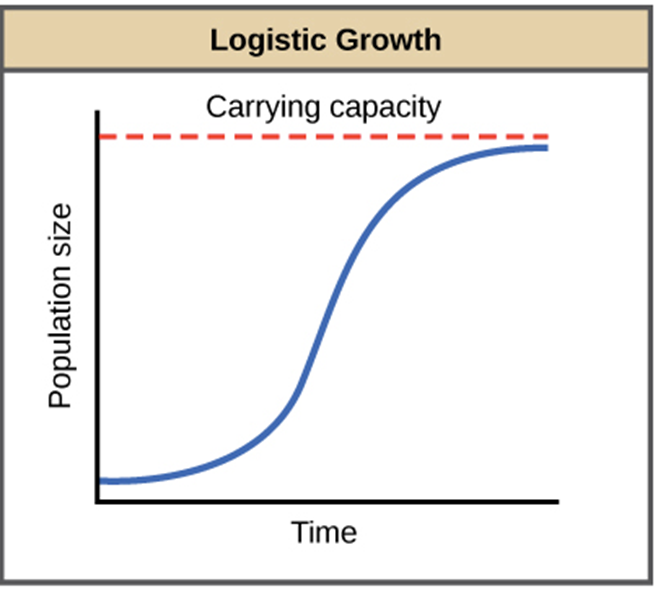 Logistic Growth
Carrying capacity
Population size
Time